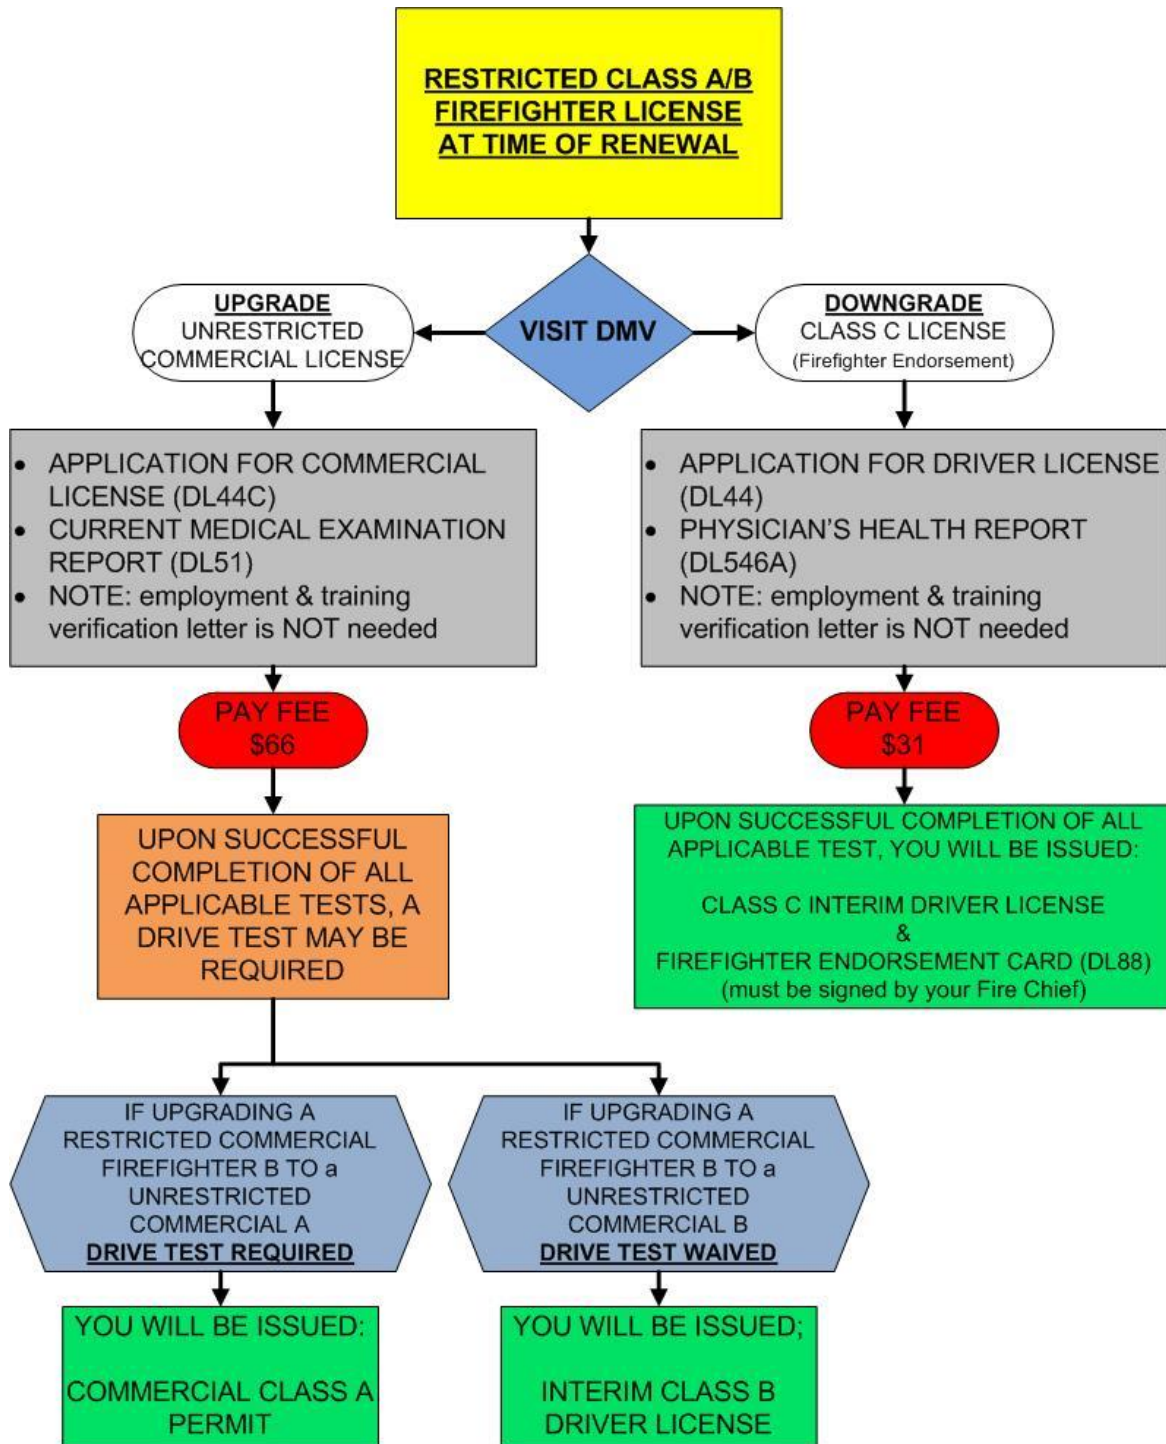 RESTRICTED CLASS A/B
FIREFIGHTER LICENSE
AT TIME OF RENEWAL
VISIT DMV
UPGRADE
UNRESTRICTED
COMMERCIAL LICENSE
DOWNGRADE
CLASS C LICENSE
(Firefighter Endorsement)
• APPLICATION FOR COMMERCIAL
LICENSE (DL44C)
• CURRENT MEDICAL EXAMINATION
REPORT (DL51)
• NOTE: employment & training
verification letter is NOT needed
• APPLICATION FOR DRIVER LICENSE
(DL44)
• PHYSICIAN'S HEALTH REPORT
(DL546A)
• NOTE: employment & training
verification letter is NOT needed
PAY FEE
$66
PAY FEE
$31
UPON SUCCESSFUL
COMPLETION OF ALL
APPLICABLE TESTS, A
DRIVE TEST MAY BE
REQUIRED
UPON SUCCESSFUL COMPLETION OF ALL
APPLICABLE TEST, YOU WILL BE ISSUED:
CLASS C INTERIM DRIVER LICENSE
&
FIREFIGHTER ENDORSEMENT CARD (DL88)
(must be signed by your Fire Chief)
IF UPGRADING A
RESTRICTED COMMERCIAL
FIREFIGHTER B TO a
UNRESTRICTED
COMMERCIAL A
DRIVE TEST REQUIRED
IF UPGRADING A
RESTRICTED COMMERCIAL
FIREFIGHTER B TO a
UNRESTRICTED
COMMERCIAL B
DRIVE TEST WAIVED
YOU WILL BE ISSUED:
COMMERCIAL CLASS A
PERMIT
YOU WILL BE ISSUED;
INTERIM CLASS B
DRIVER LICENSE